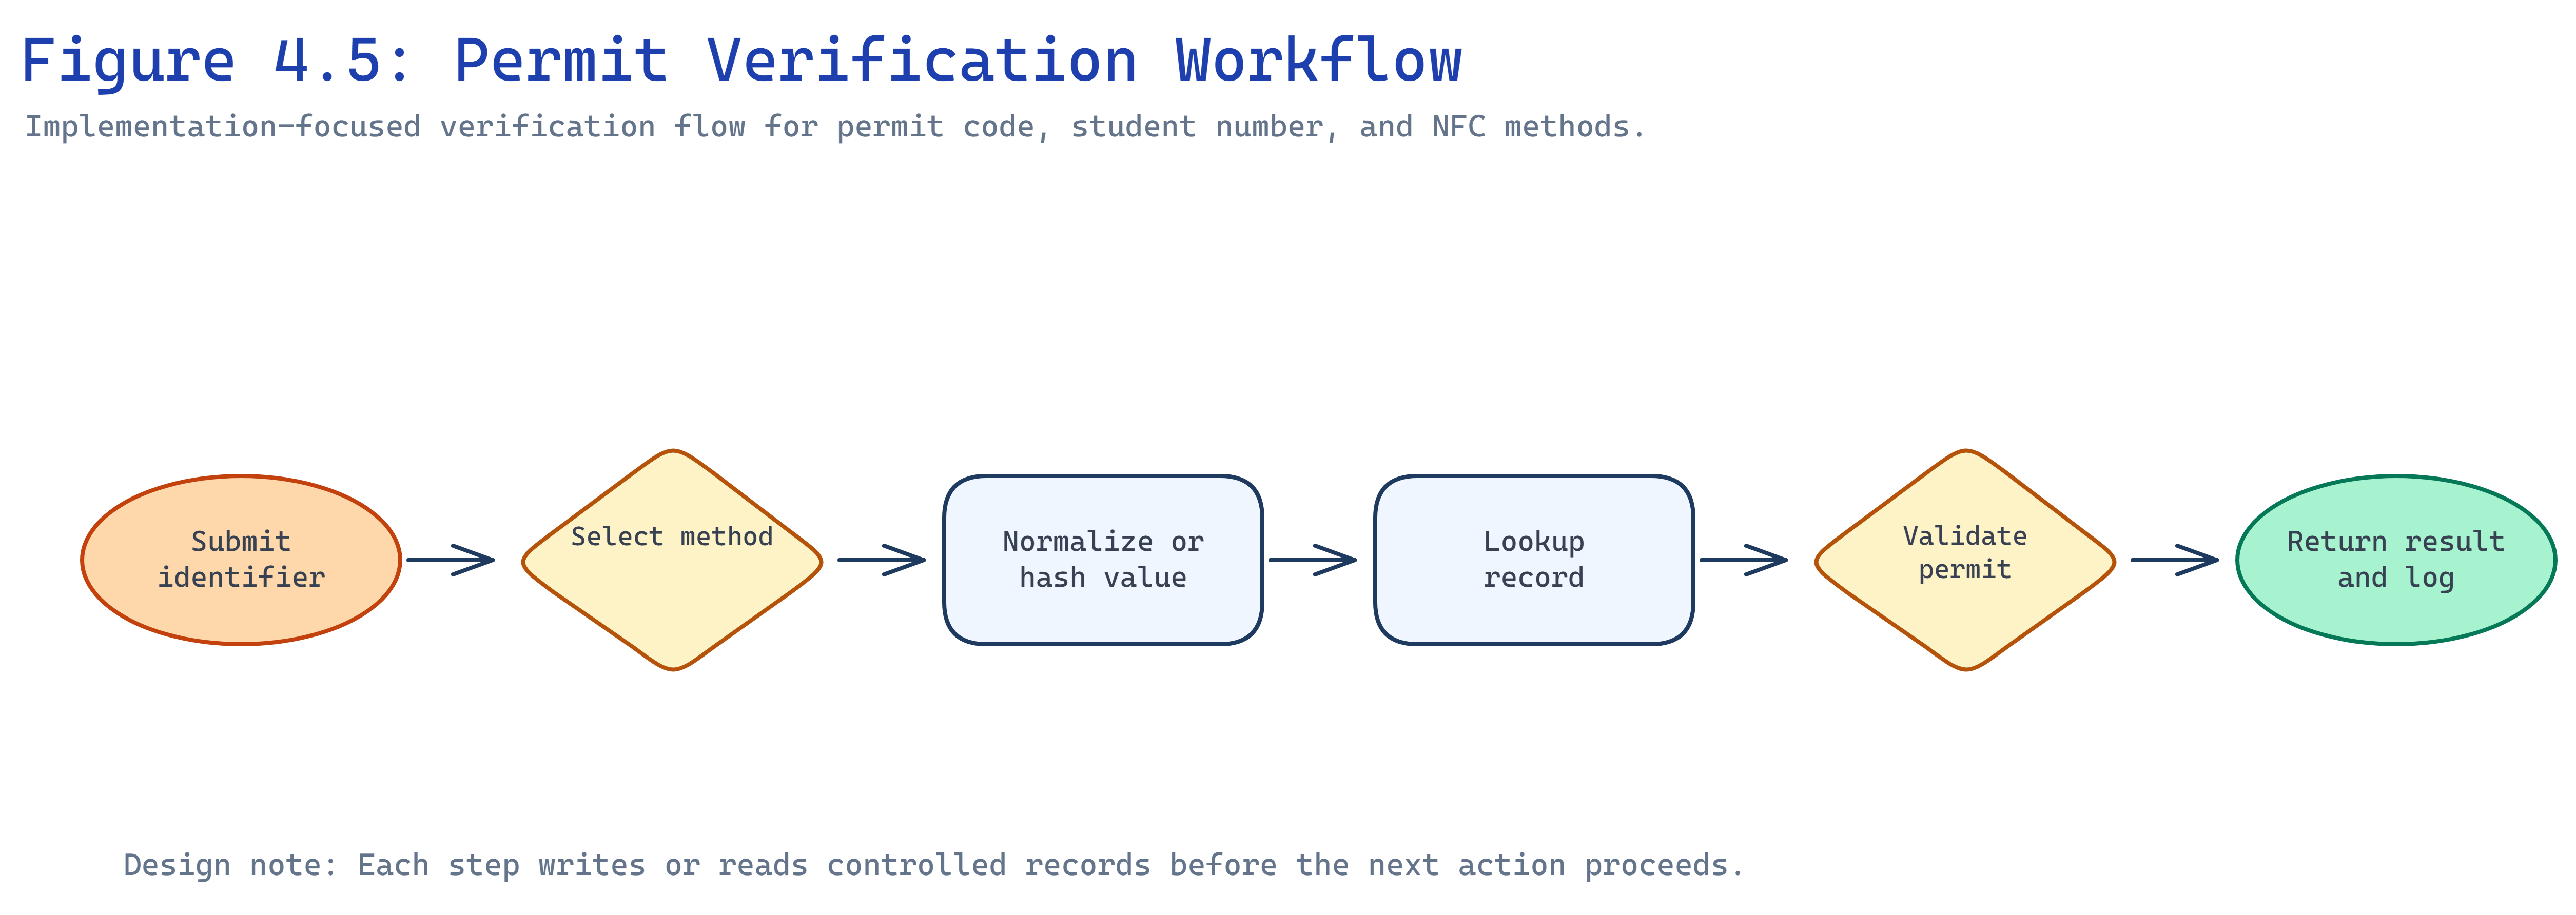 Figure 4.5: Permit Verification Workflow
Implementation-focused verification flow for permit code, student number, and NFC methods.
Submit
identifier
Select method
Normalize or
hash value
Lookup
record
Validate
permit
Return result
and log
Design note: Each step writes or reads controlled records before the next action proceeds.